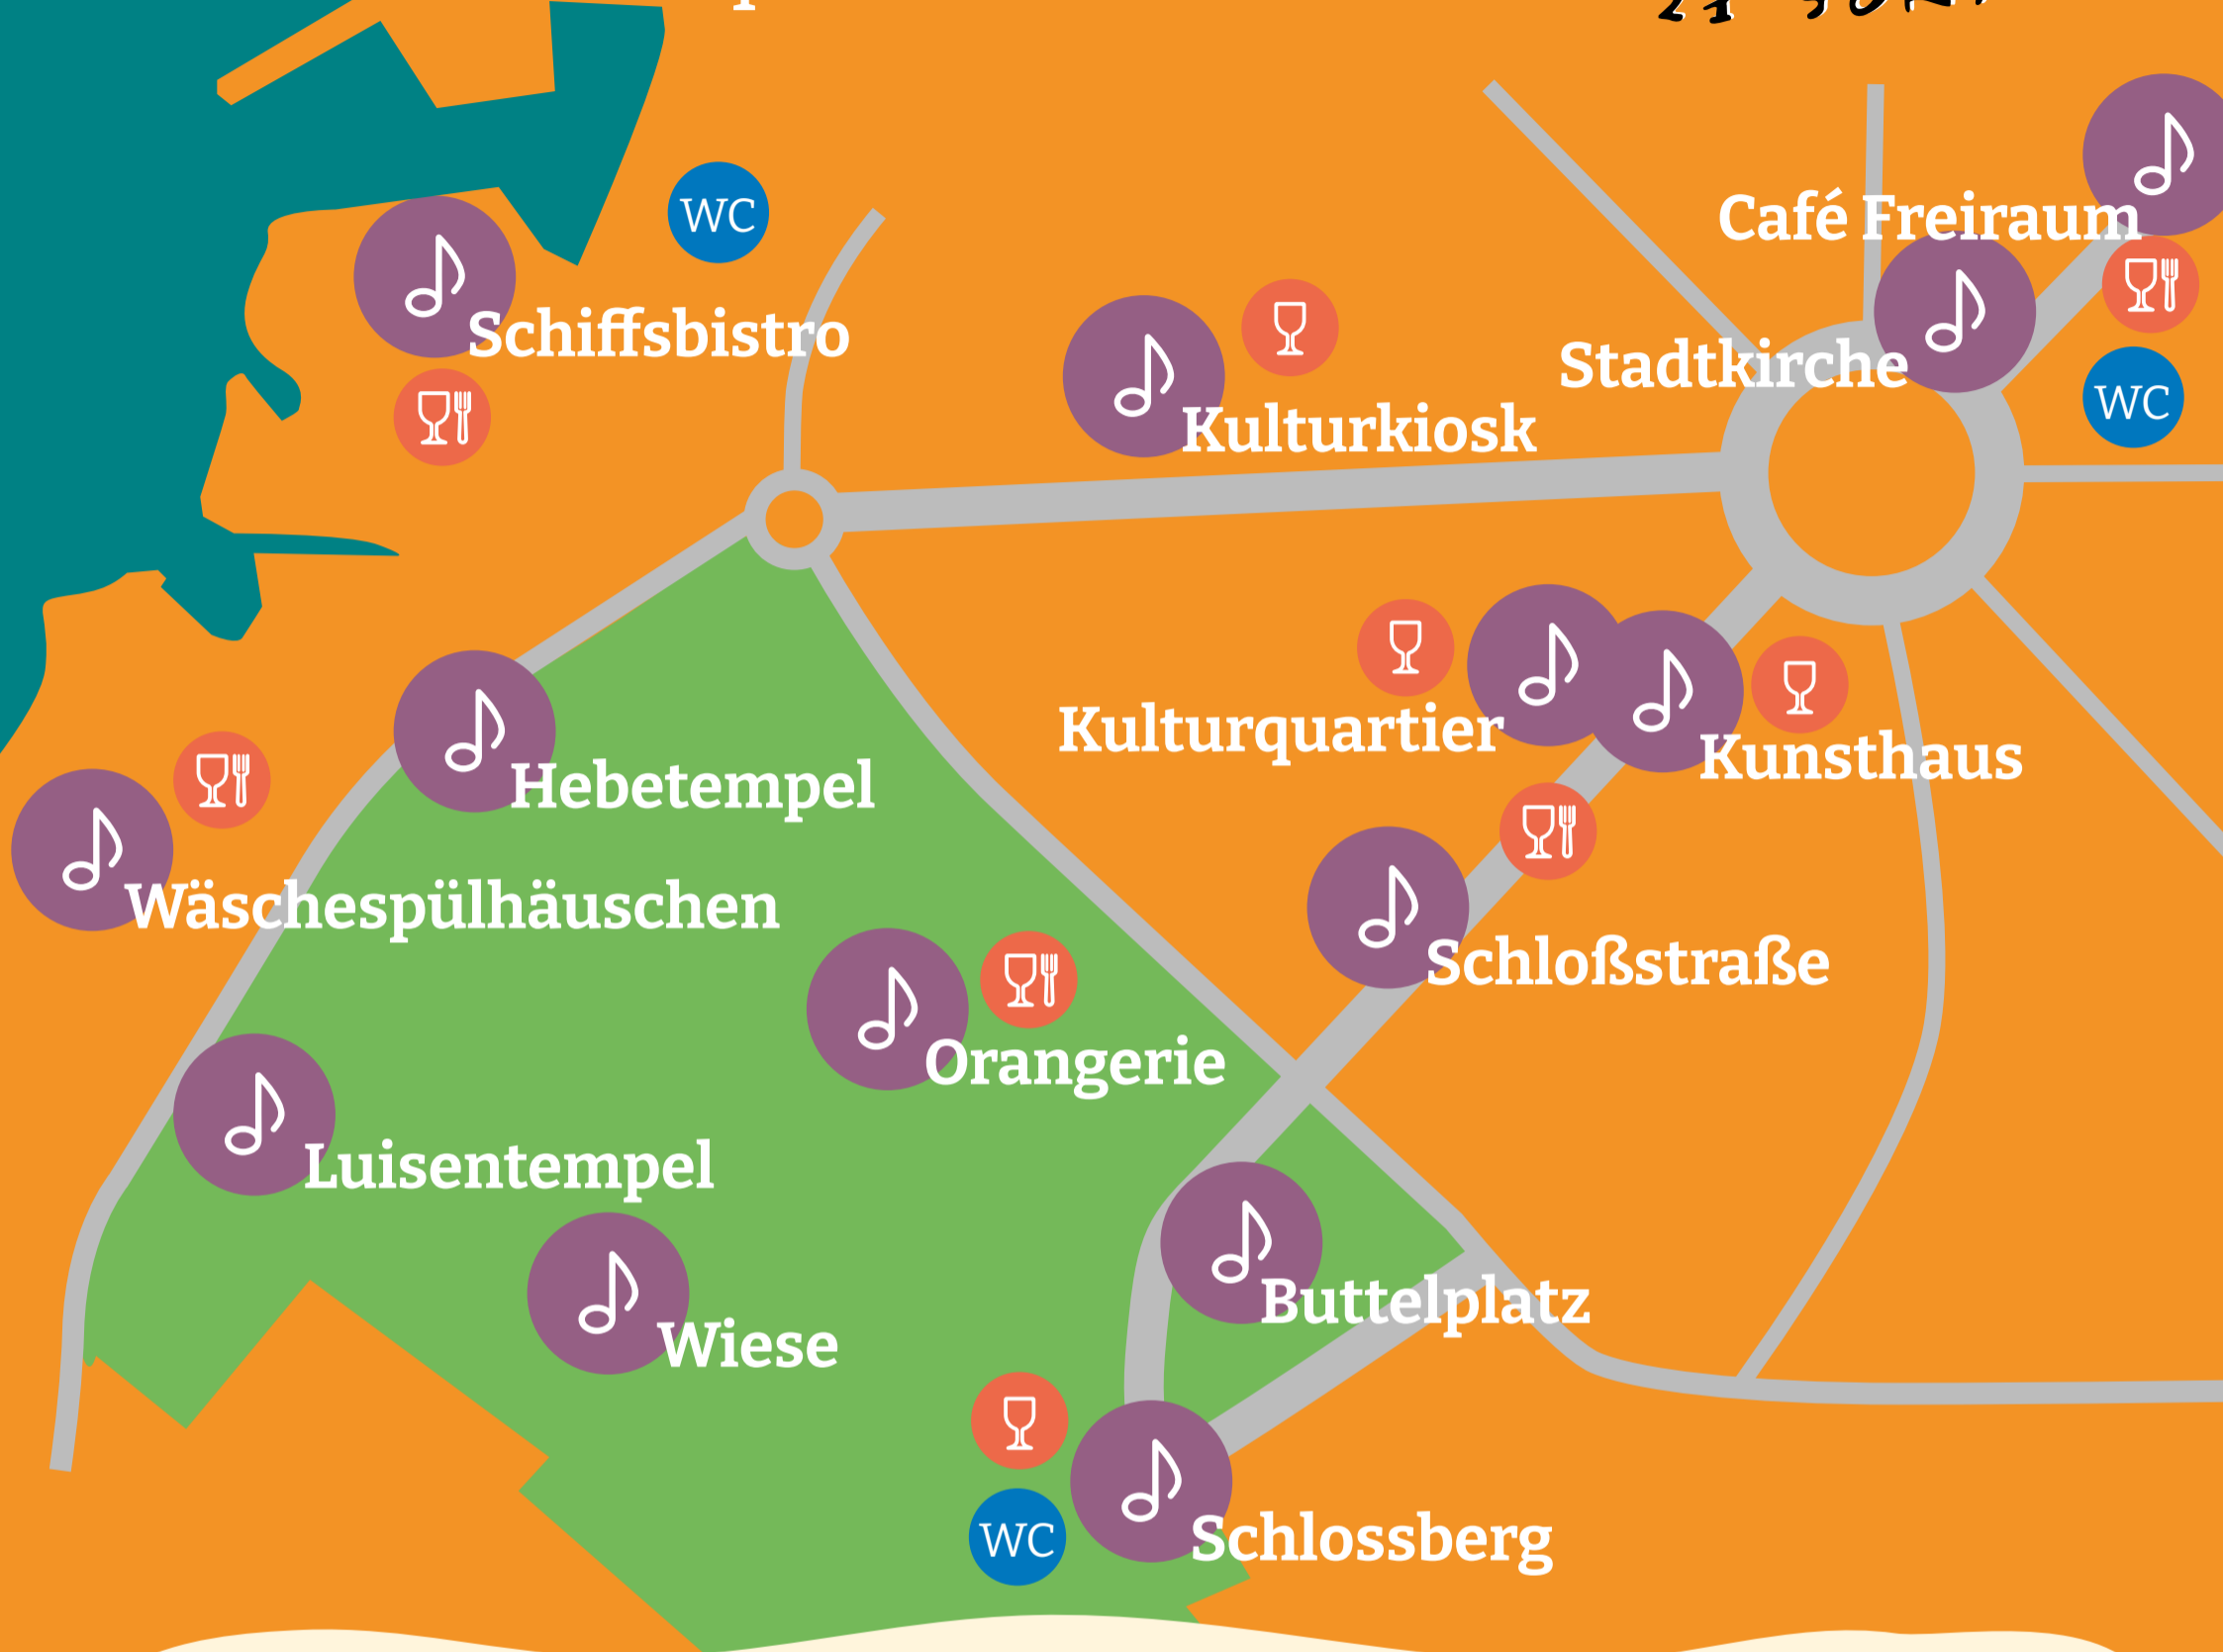 WC
Café Freiraum
Schiffsbistro
Stadtkirche
WC
Kulturkiosk
Kulturquartier
Kunsthaus
Hebetempel
Wäschespülhäuschen
Schloßstraße
Orangerie
Luisentempel
Buttelplatz
Wiese
WC
Schlossberg